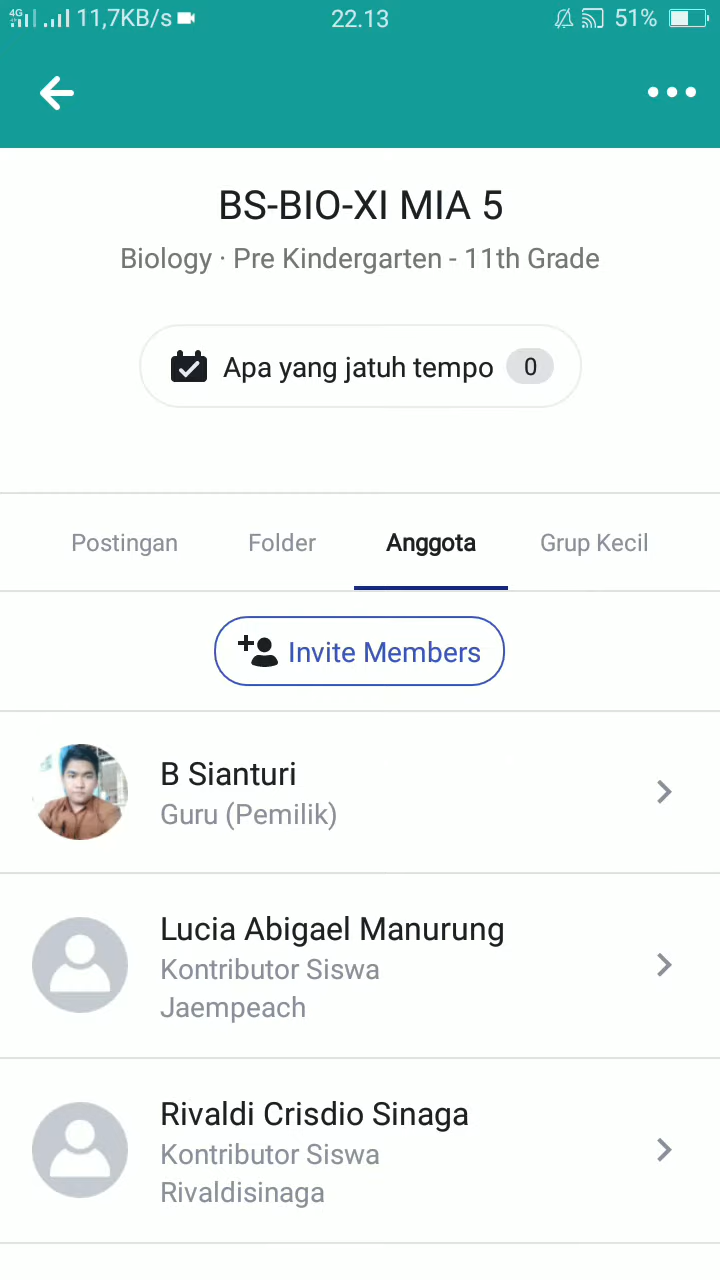 4G 11,7KB/s 22.13 51%
BS-BIO-XI MIA 5
Biology · Pre Kindergarten - 11th Grade
Apa yang jatuh tempo 0
Postingan Folder Anggota Grup Kecil
Invite Members
B Sianturi
Guru (Pemilik)
Lucia Abigael Manurung
Kontributor Siswa
Jaempeach
Rivaldi Crisdio Sinaga
Kontributor Siswa
Rivaldisinaga